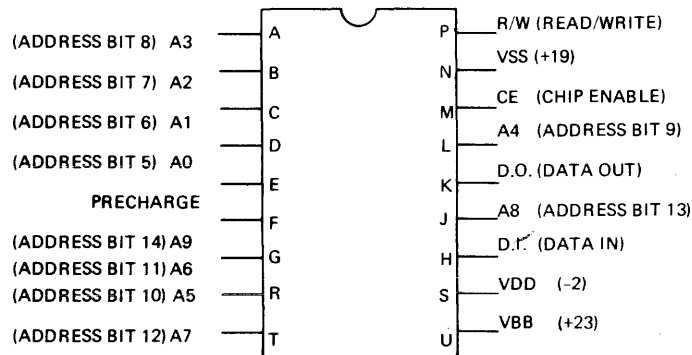 (ADDRESS BIT 8) A3 A P R/W (READ/WRITE)
(ADDRESS BIT 7) A2 B N VSS (+19)
(ADDRESS BIT 6) A1 C M CE (CHIP ENABLE)
(ADDRESS BIT 5) A0 D L A4 (ADDRESS BIT 9)
PRECHARGE E K D.O. (DATA OUT)
(ADDRESS BIT 14) A9 F J A8 (ADDRESS BIT 13)
(ADDRESS BIT 11) A6 G H D.I. (DATA IN)
(ADDRESS BIT 10) A5 R S VDD (-2)
(ADDRESS BIT 12) A7 T U VBB (+23)